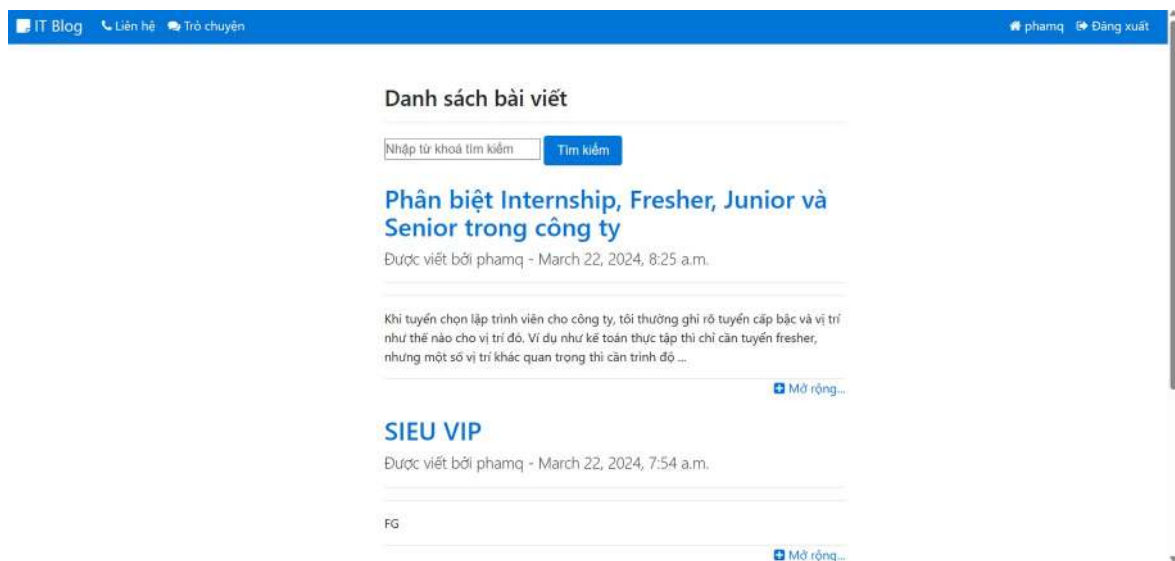 IT Blog Liên hệ Trò chuyện phamq Đăng xuất
Danh sách bài viết
Nhập từ khoá tìm kiếm Tìm kiếm
Phân biệt Internship, Fresher, Junior và
Senior trong công ty
Được viết bởi phamq - March 22, 2024, 8:25 a.m.
Khi tuyển chọn lập trình viên cho công ty, tôi thường ghi rõ tuyển cấp bậc và vị trí
như thế nào cho vị trí đó. Ví dụ như kế toán thực tập thì chỉ cần tuyển fresher,
nhưng một số vị trí khác quan trọng thì cần trình độ ...
Mở rộng...
SIEU VIP
Được viết bởi phamq - March 22, 2024, 7:54 a.m.
FG
Mở rộng...